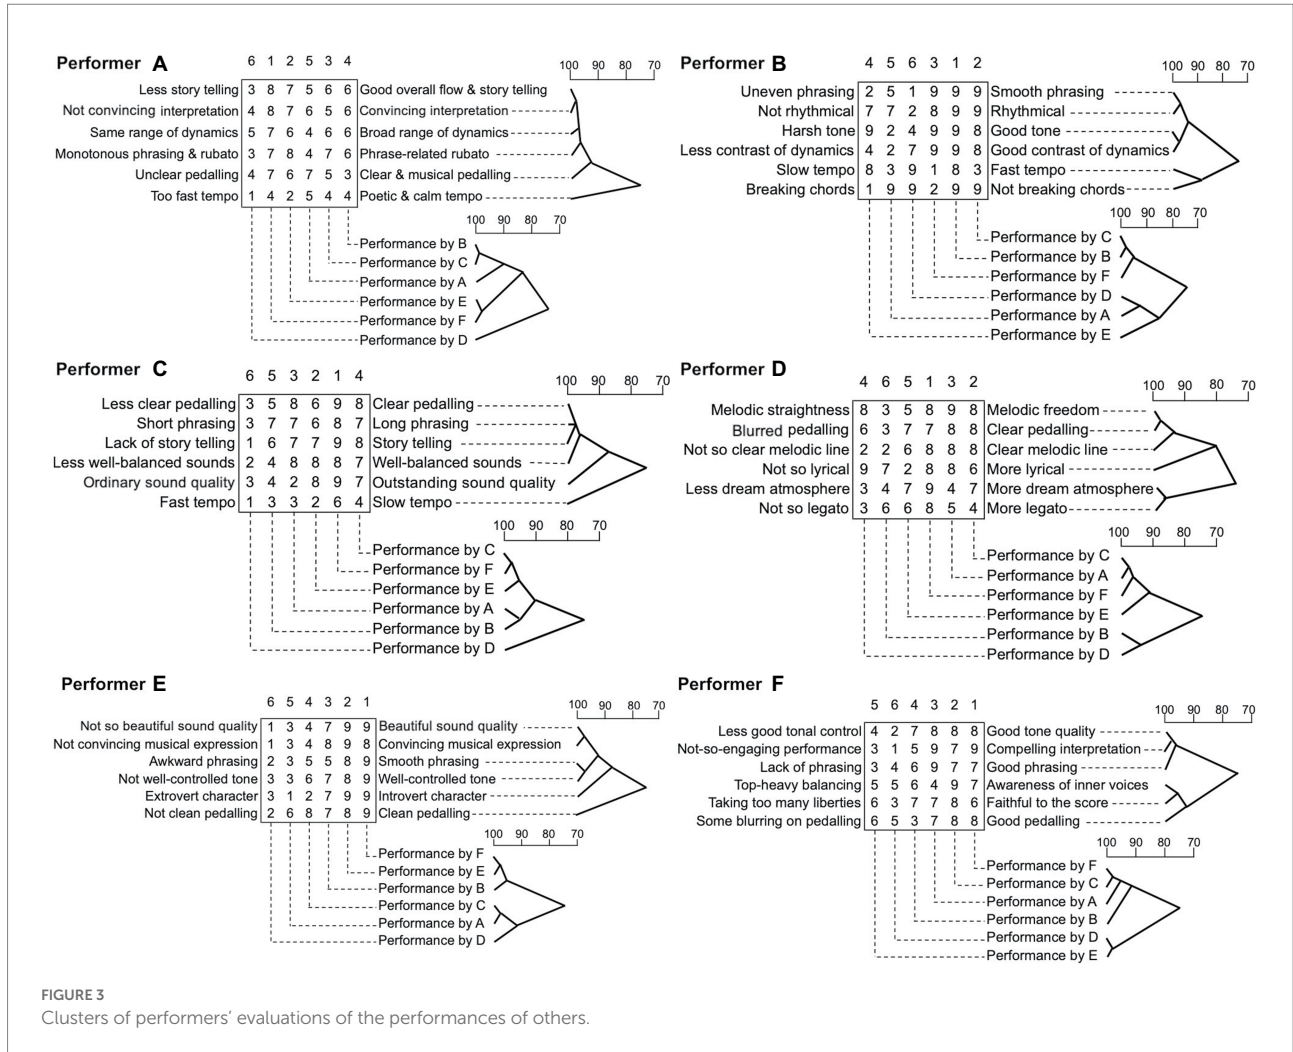 Performer A
6 1 2 5 3 4
100 90 80 70
Less story telling 3 8 7 5 6 6 Good overall flow & story telling
Not convincing interpretation 4 8 7 6 5 6 Convincing interpretation
Same range of dynamics 5 7 6 4 6 6 Broad range of dynamics
Monotonous phrasing & rubato 3 7 8 4 7 6 Phrase-related rubato
Unclear pedalling 4 7 6 7 5 3 Clear & musical pedalling
Too fast tempo 1 4 2 5 4 4 Poetic & calm tempo
100 90 80 70
Performance by B
Performance by C
Performance by A
Performance by E
Performance by F
Performance by D
Performer B
4 5 6 3 1 2
100 90 80 70
Uneven phrasing 2 5 1 9 9 9 Smooth phrasing
Not rhythmical 7 7 2 8 9 9 Rhythmical
Harsh tone 9 2 4 9 9 8 Good tone
Less contrast of dynamics 4 2 7 9 9 8 Good contrast of dynamics
Slow tempo 8 3 9 1 8 3 Fast tempo
Breaking chords 1 9 9 2 9 9 Not breaking chords
100 90 80 70
Performance by C
Performance by B
Performance by F
Performance by D
Performance by A
Performance by E
Performer C
6 5 3 2 1 4
100 90 80 70
Less clear pedalling 3 5 8 6 9 8 Clear pedalling
Short phrasing 3 7 7 6 8 7 Long phrasing
Lack of story telling 1 6 7 7 9 8 Story telling
Less well-balanced sounds 2 4 8 8 8 7 Well-balanced sounds
Ordinary sound quality 3 4 2 8 9 7 Outstanding sound quality
Fast tempo 1 3 3 2 6 4 Slow tempo
100 90 80 70
Performance by C
Performance by F
Performance by E
Performance by A
Performance by B
Performance by D
Performer D
4 6 5 1 3 2
100 90 80 70
Melodic straightness 8 3 5 8 9 8 Melodic freedom
Blurred pedalling 6 3 7 7 8 8 Clear pedalling
Not so clear melodic line 2 2 6 8 8 8 Clear melodic line
Not so lyrical 9 7 2 8 8 6 More lyrical
Less dream atmosphere 3 4 7 9 4 7 More dream atmosphere
Not so legato 3 6 6 8 5 4 More legato
100 90 80 70
Performance by C
Performance by A
Performance by F
Performance by E
Performance by B
Performance by D
Performer E
6 5 4 3 2 1
100 90 80 70
Not so beautiful sound quality 1 3 4 7 9 9 Beautiful sound quality
Not convincing musical expression 1 3 4 8 9 8 Convincing musical expression
Awkward phrasing 2 3 5 5 8 9 Smooth phrasing
Not well-controlled tone 3 3 6 7 8 9 Well-controlled tone
Extrovert character 3 1 2 7 9 9 Introvert character
Not clean pedalling 2 6 8 7 8 9 Clean pedalling
100 90 80 70
Performance by F
Performance by E
Performance by B
Performance by C
Performance by A
Performance by D
Performer F
5 6 4 3 2 1
100 90 80 70
Less good tonal control 4 2 7 8 8 8 Good tone quality
Not-so-engaging performance 3 1 5 9 7 9 Compelling interpretation
Lack of phrasing 3 4 6 9 7 7 Good phrasing
Top-heavy balancing 5 5 6 4 9 7 Awareness of inner voices
Taking too many liberties 6 3 7 7 8 6 Faithful to the score
Some blurring on pedalling 6 5 3 7 8 8 Good pedalling
100 90 80 70
Performance by F
Performance by C
Performance by A
Performance by B
Performance by D
Performance by E
FIGURE 3
Clusters of performers' evaluations of the performances of others.